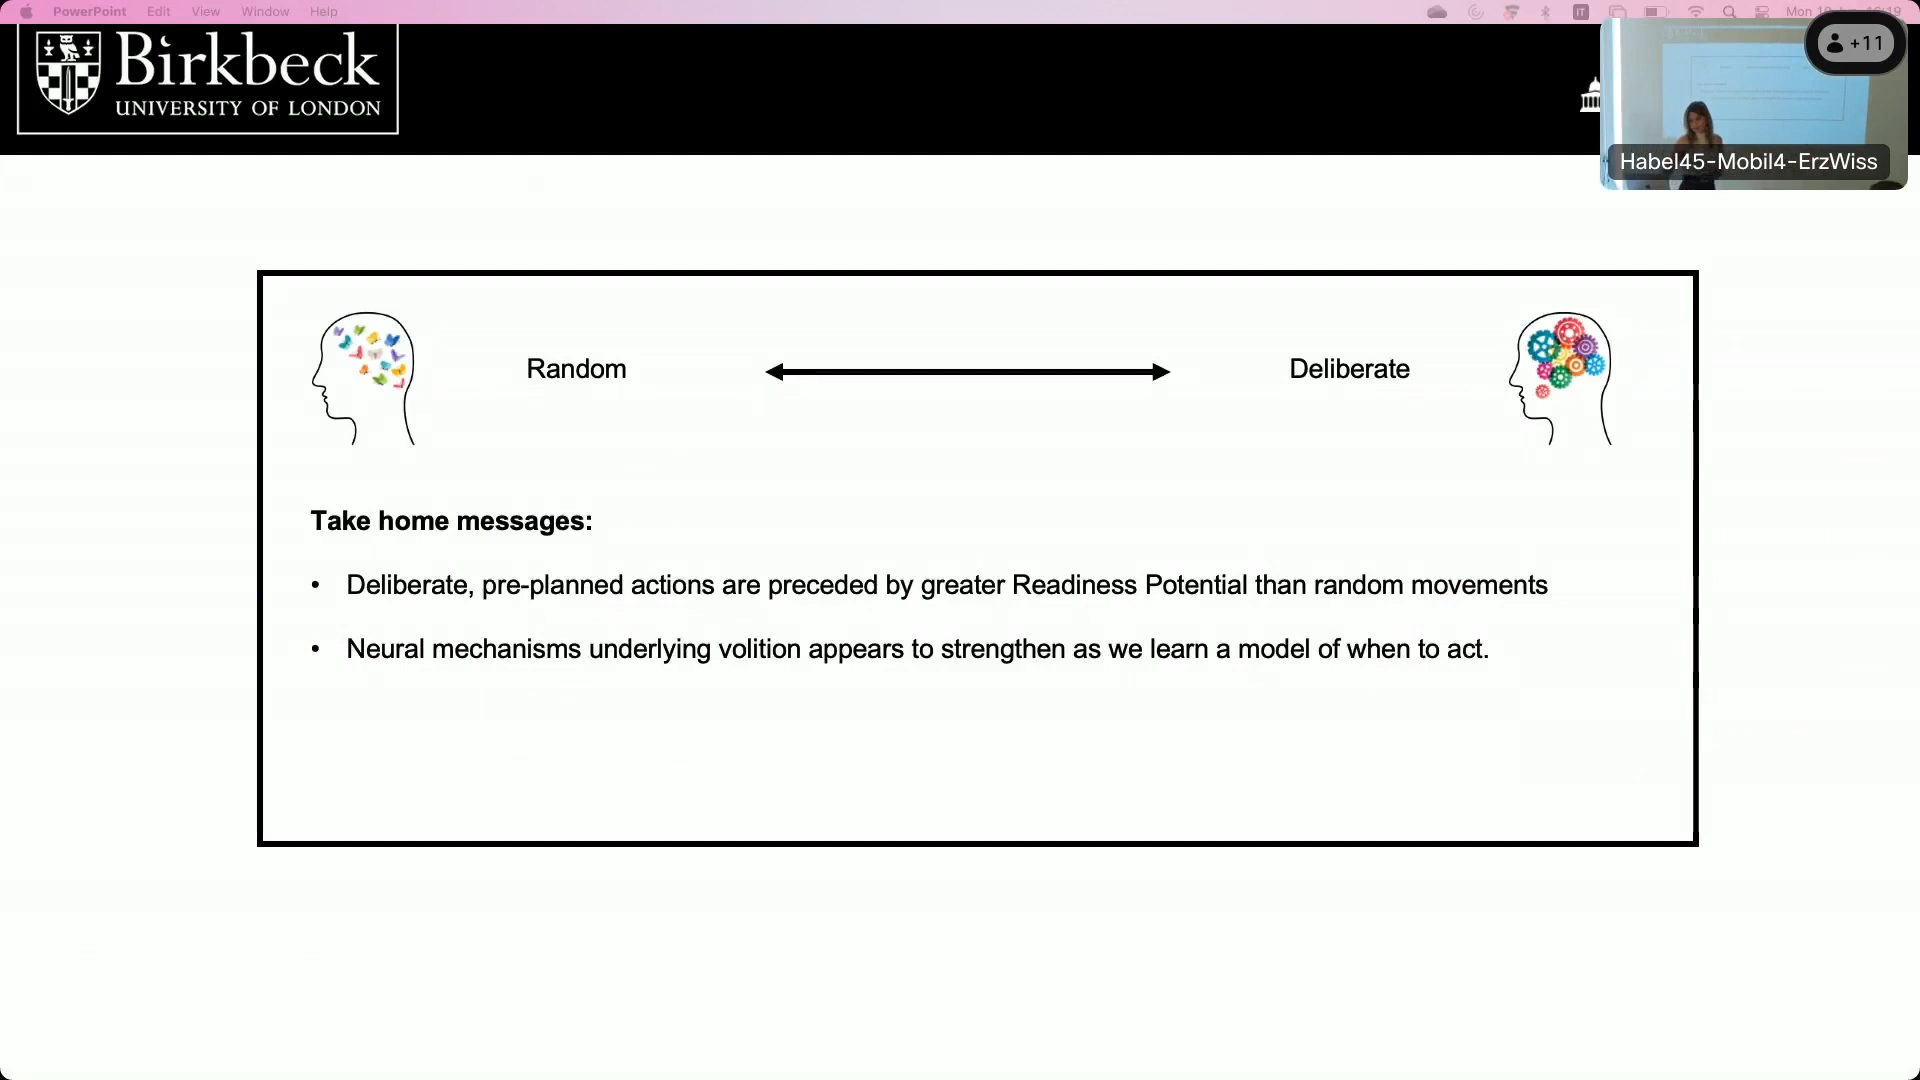 PowerPoint Edit View Window Help
Birkbeck
UNIVERSITY OF LONDON
+11
Habel45-Mobil4-ErzWiss
Random
Deliberate
Take home messages:
• Deliberate, pre-planned actions are preceded by greater Readiness Potential than random movements
• Neural mechanisms underlying volition appears to strengthen as we learn a model of when to act.